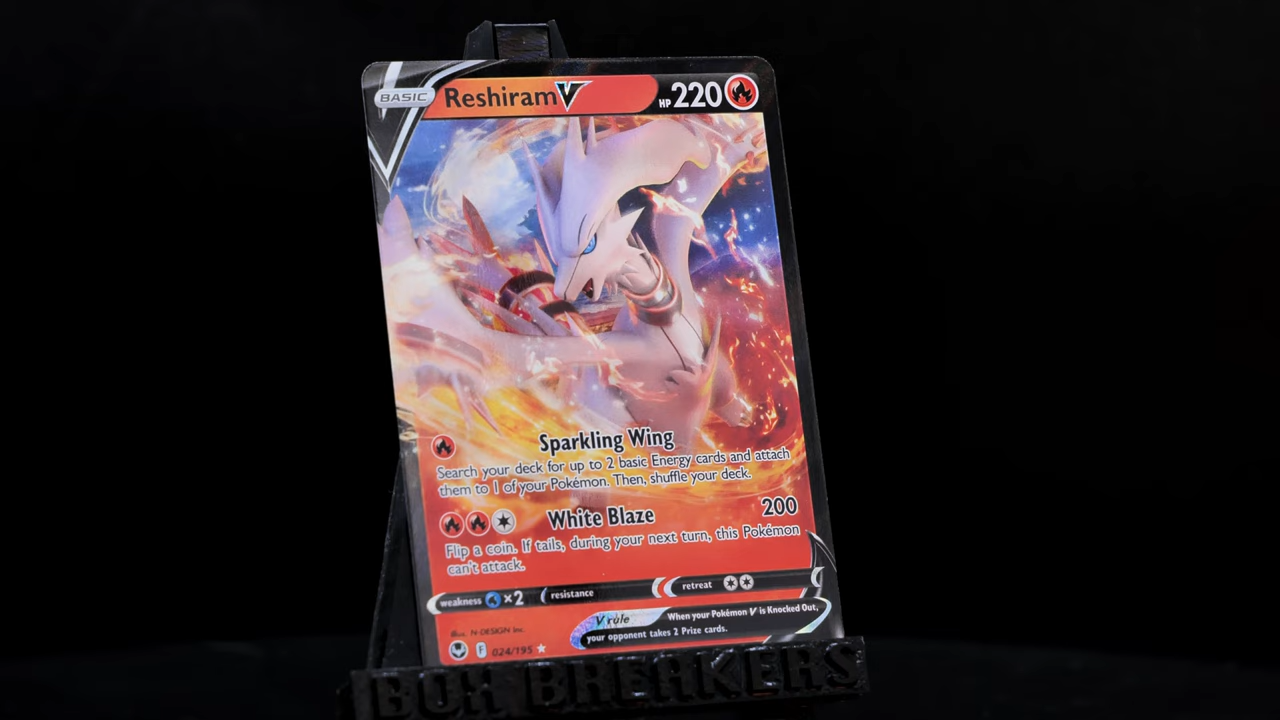 BASIC Reshiram V HP 220
Sparkling Wing
Search your deck for up to 2 basic Energy cards and attach
them to 1 of your Pokémon. Then, shuffle your deck.
White Blaze 200
Flip a coin. If tails, during your next turn, this Pokémon
can't attack.
weakness ×2 resistance retreat
V rule When your Pokémon V is Knocked Out,
your opponent takes 2 Prize cards.
Illus. N-DESIGN Inc.
F 024/195
BOX BREAKERS